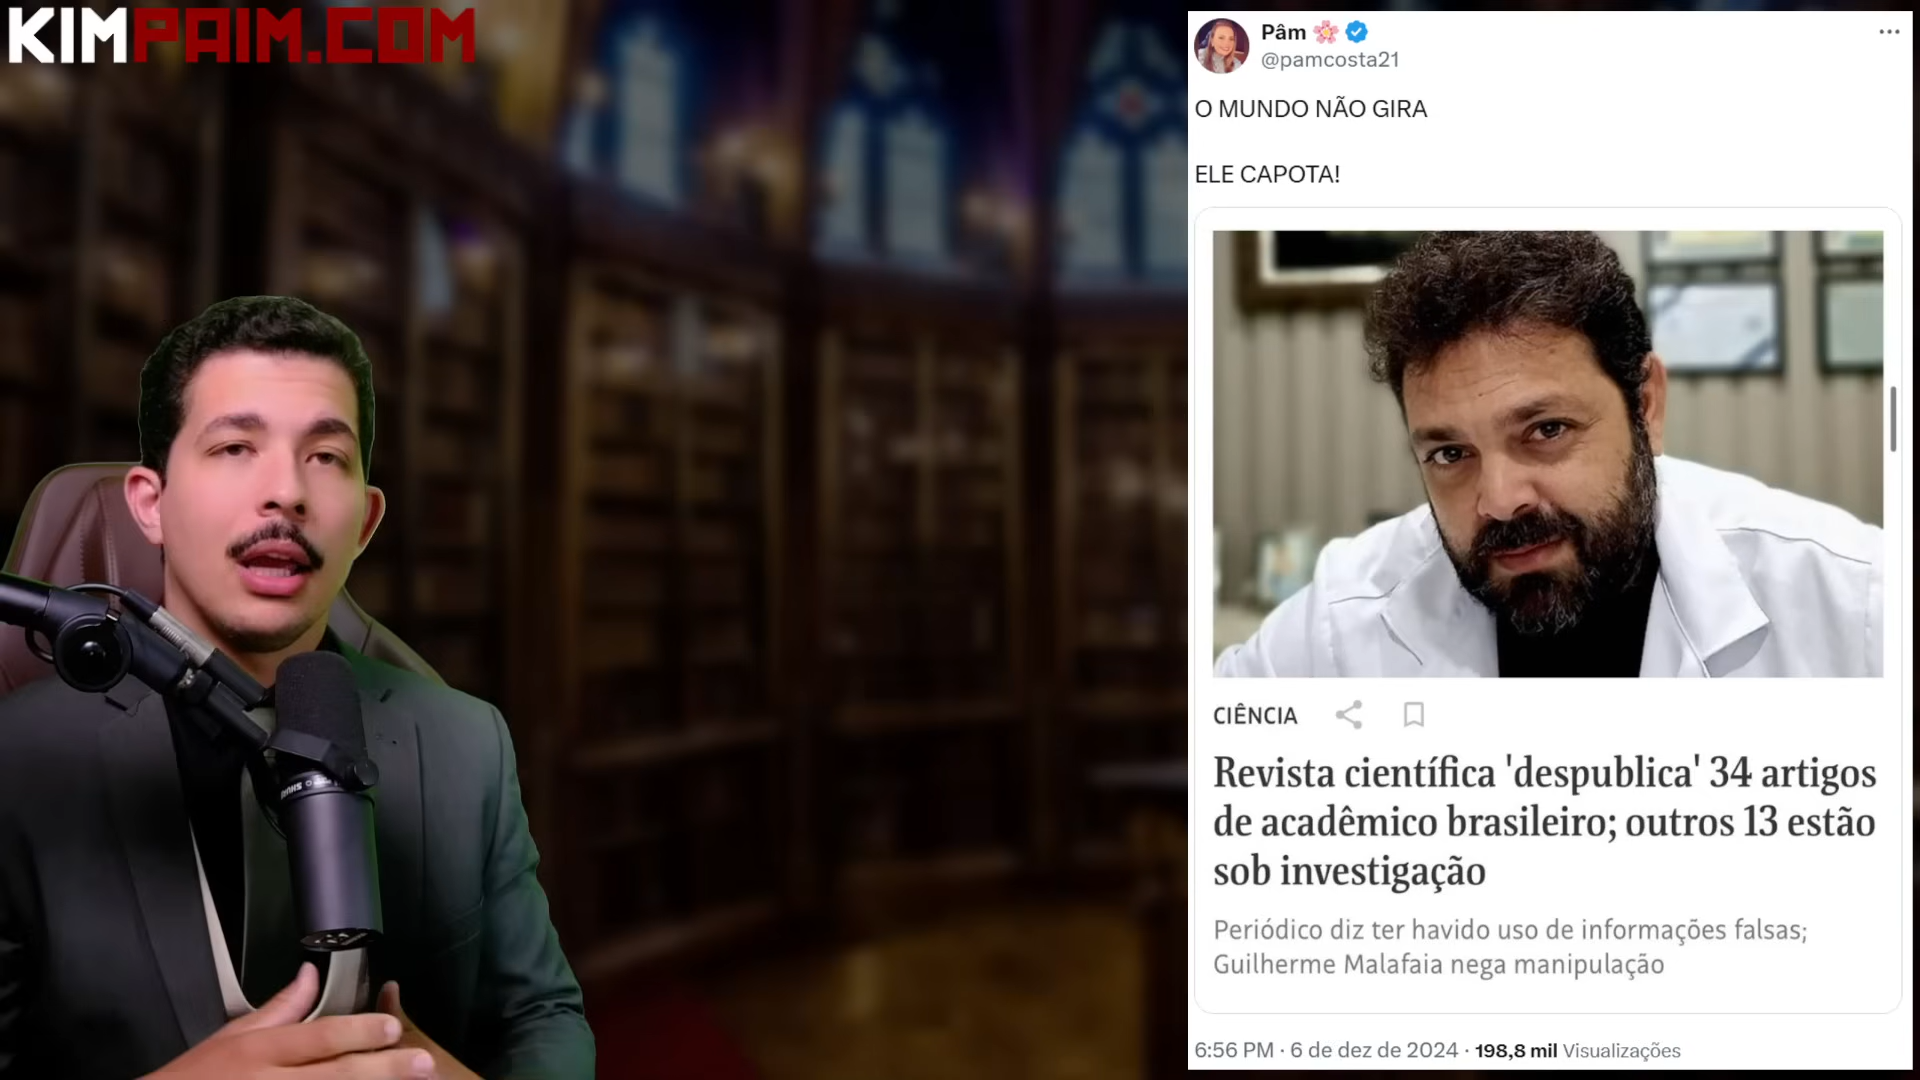 KIMPAIM.COM
Pâm
@pamcosta21
O MUNDO NÃO GIRA
ELE CAPOTA!
CIÊNCIA
Revista científica 'despublica' 34 artigos
de acadêmico brasileiro; outros 13 estão
sob investigação
Periódico diz ter havido uso de informações falsas;
Guilherme Malafaia nega manipulação
6:56 PM · 6 de dez de 2024 · 198,8 mil Visualizações
SHURE